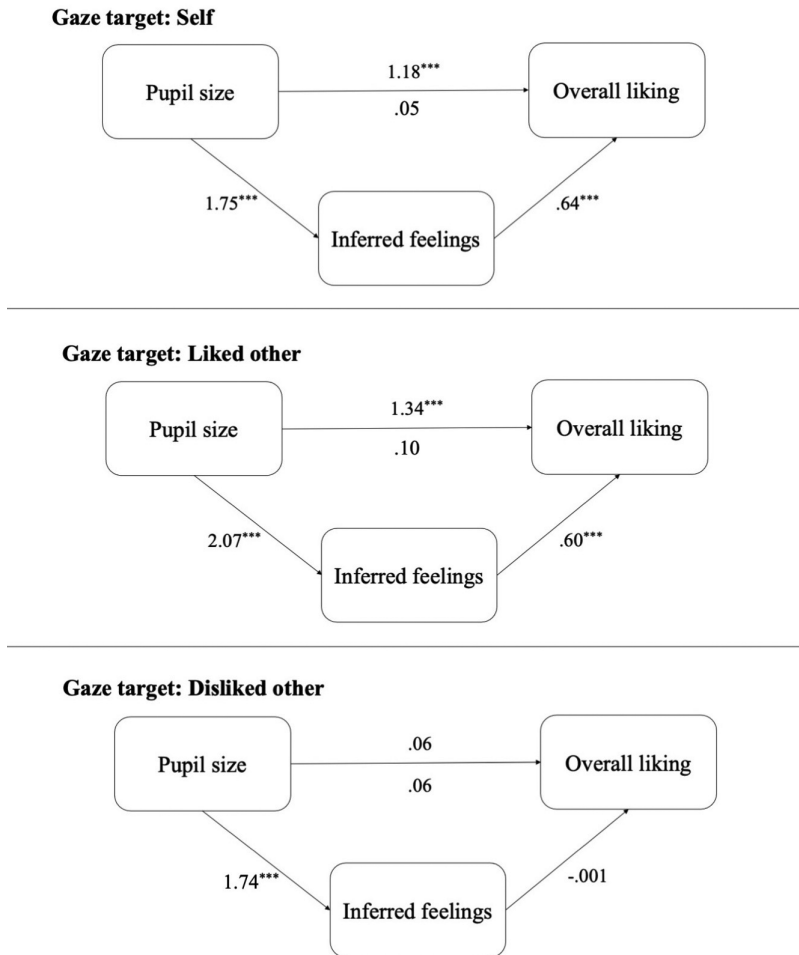 Gaze target: Self
Pupil size
1.18***
.05
Overall liking
1.75***
Inferred feelings
.64***
Gaze target: Liked other
Pupil size
1.34***
.10
Overall liking
2.07***
Inferred feelings
.60***
Gaze target: Disliked other
Pupil size
.06
.06
Overall liking
1.74***
Inferred feelings
-.001